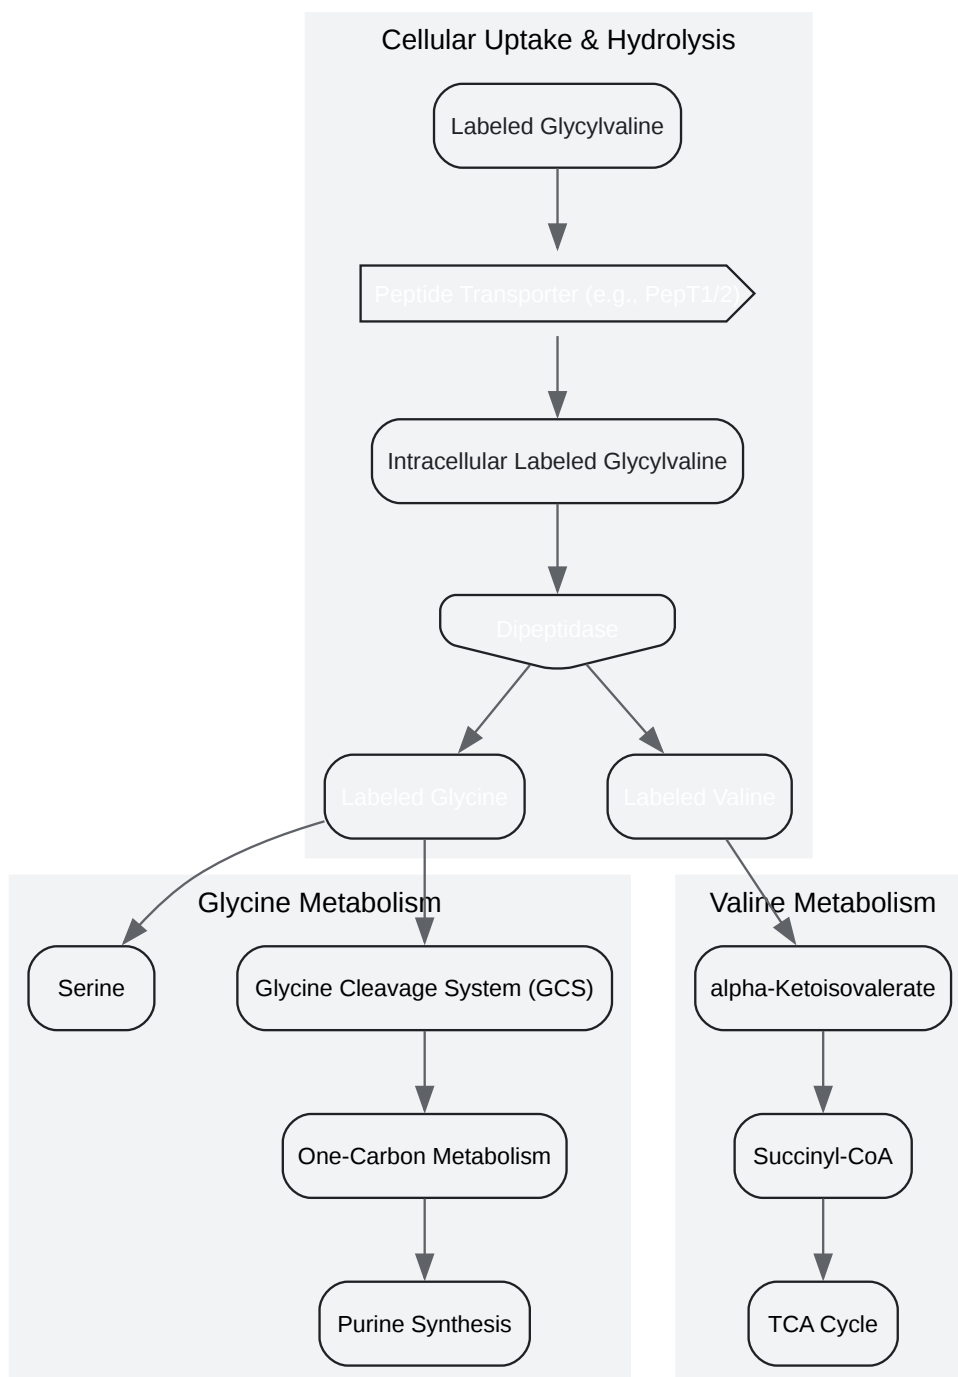 Cellular Uptake & Hydrolysis
Labeled Glycylvaline
Peptide Transporter (e.g., PepT1/2)
Intracellular Labeled Glycylvaline
Dipeptidase
Labeled Glycine
Labeled Valine
Glycine Metabolism
Valine Metabolism
Serine
Glycine Cleavage System (GCS)
alpha-Ketoisovalerate
One-Carbon Metabolism
Succinyl-CoA
Purine Synthesis
TCA Cycle